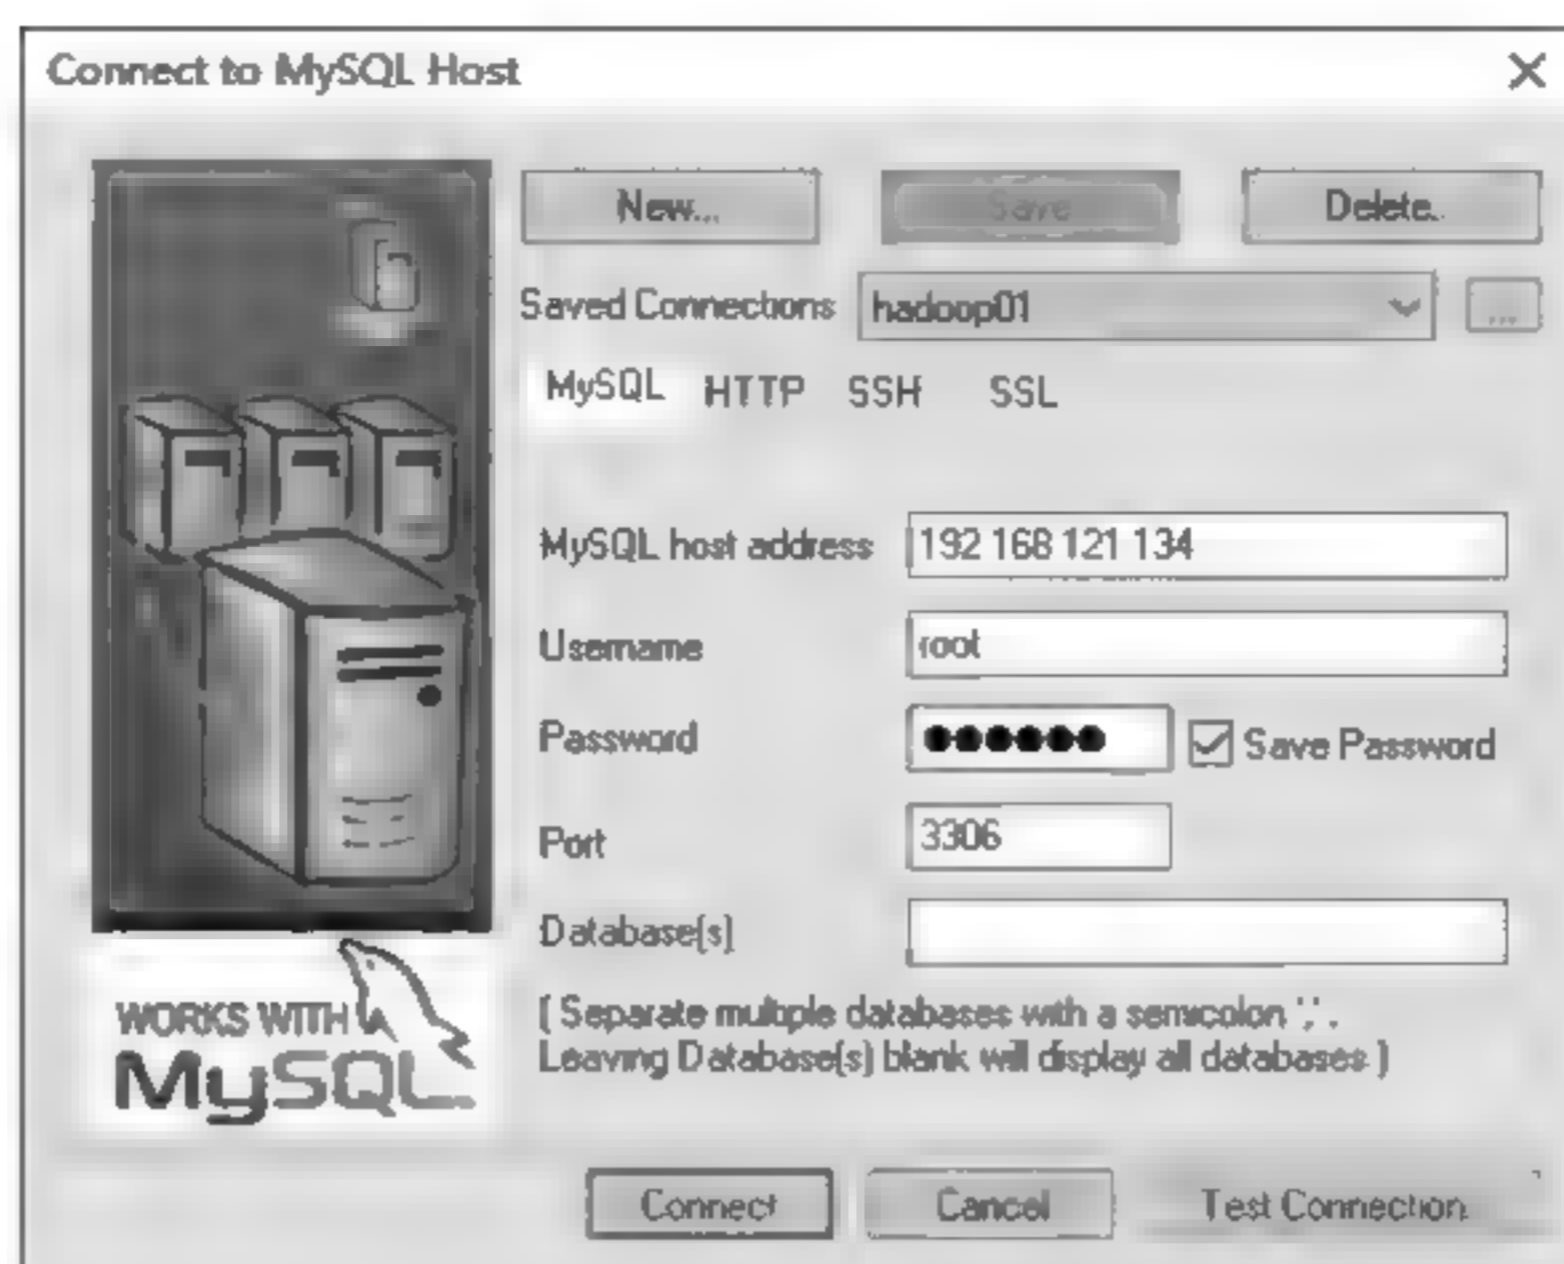 Connect to MySQL Host
New...
Save
Delete..
Saved Connections
hadoop01
...
MySQL
HTTP
SSH
SSL
MySQL host address
192 168 121 134
Username
root
Password
●●●●●●
Save Password
Port
3306
Database(s)
( Separate multiple databases with a semicolon ';' .
Leaving Database(s) blank will display all databases )
WORKS WITH
MySQL
Connect
Cancel
Test Connection.